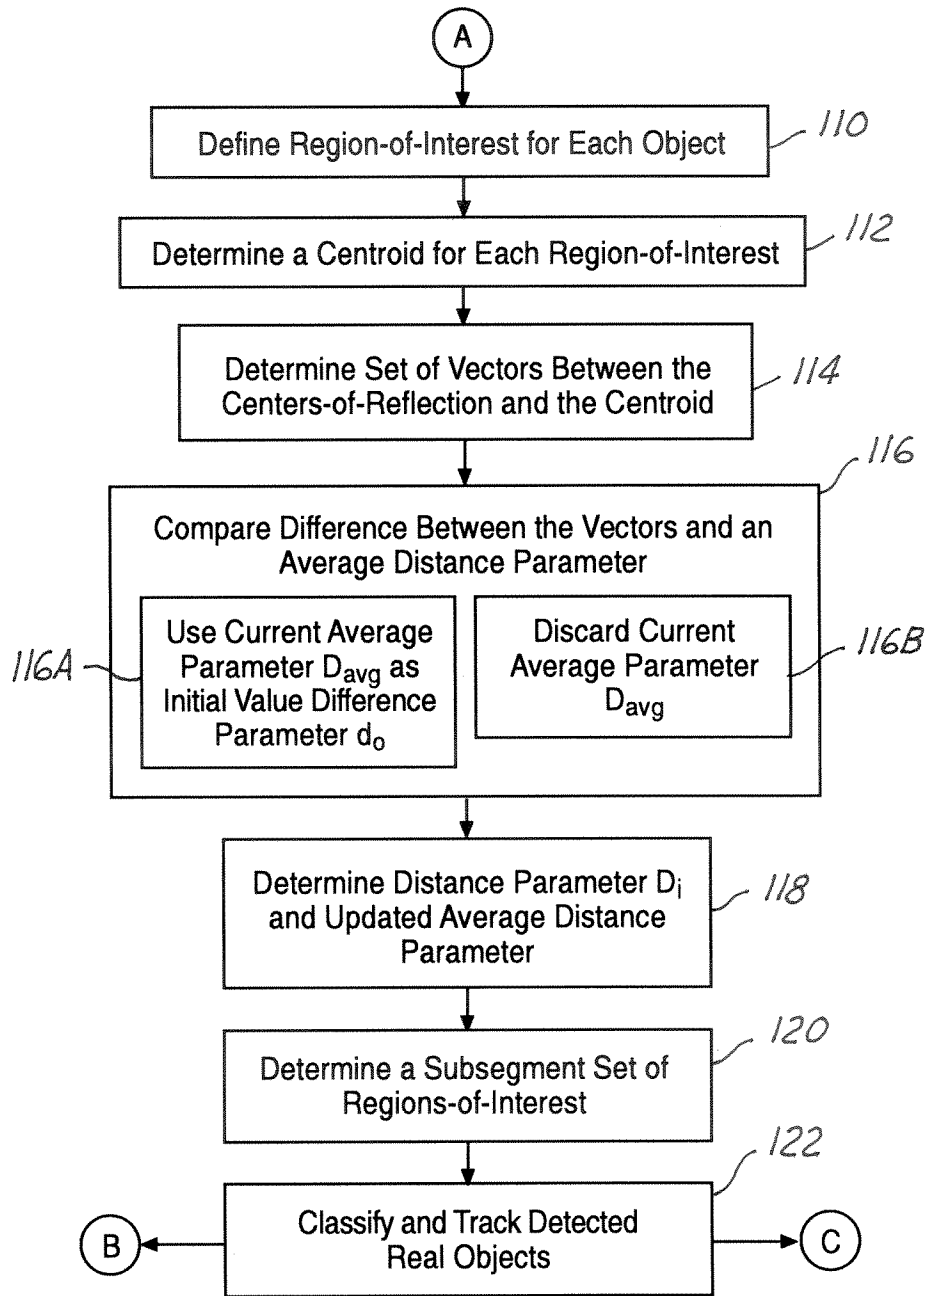 A
Define Region-of-Interest for Each Object
110
Determine a Centroid for Each Region-of-Interest
112
Determine Set of Vectors Between the
Centers-of-Reflection and the Centroid
114
116
Compare Difference Between the Vectors and an
Average Distance Parameter
116A
Use Current Average
Parameter Davg as
Initial Value Difference
Parameter do
Discard Current
Average Parameter
Davg
116B
Determine Distance Parameter Di
and Updated Average Distance
Parameter
118
Determine a Subsegment Set of
Regions-of-Interest
120
122
Classify and Track Detected
Real Objects
B
C